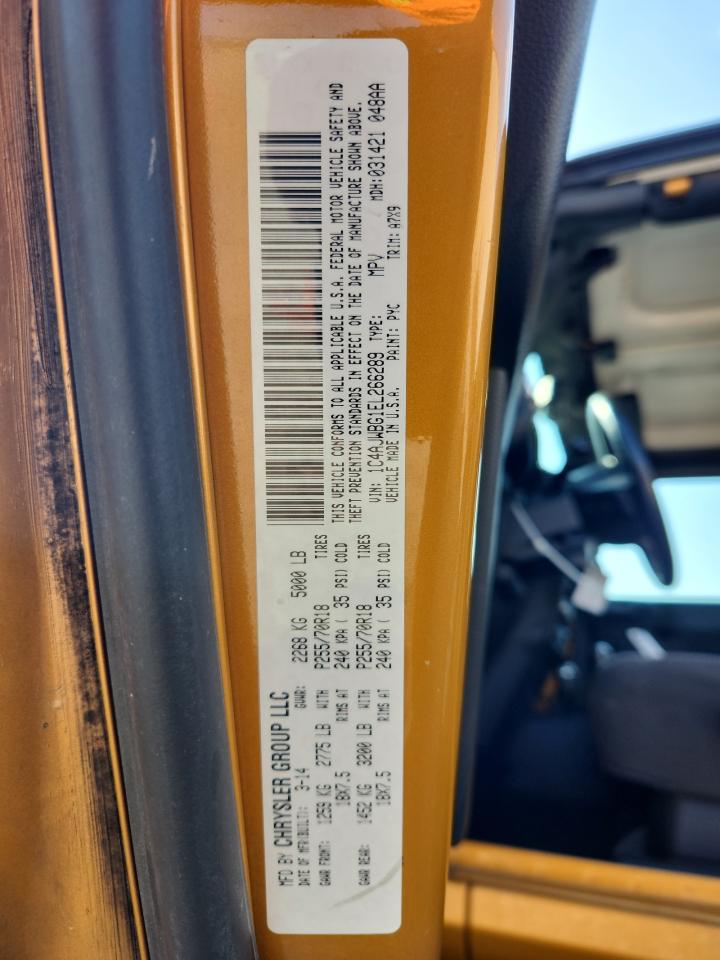 MFD BY CHRYSLER GROUP LLC
DATE OF MFR(BUILT): 3-14 GVWR: 2268 KG 5000 LB
GAWR FRONT: 1259 KG 2775 LB WITH P255/70R18 TIRES
18X7.5 RIMS AT 240 KPA ( 35 PSI) COLD
GAWR REAR: 1452 KG 3200 LB WITH P255/70R18 TIRES
18X7.5 RIMS AT 240 KPA ( 35 PSI) COLD
THIS VEHICLE CONFORMS TO ALL APPLICABLE U.S.A. FEDERAL MOTOR VEHICLE SAFETY AND
THEFT PREVENTION STANDARDS IN EFFECT ON THE DATE OF MANUFACTURE SHOWN ABOVE.
VIN: 1C4AJWBG1EL266289 TYPE: MPV MDH:031421 048AA
VEHICLE MADE IN U.S.A. PAINT: PYC TRIM: A7X9